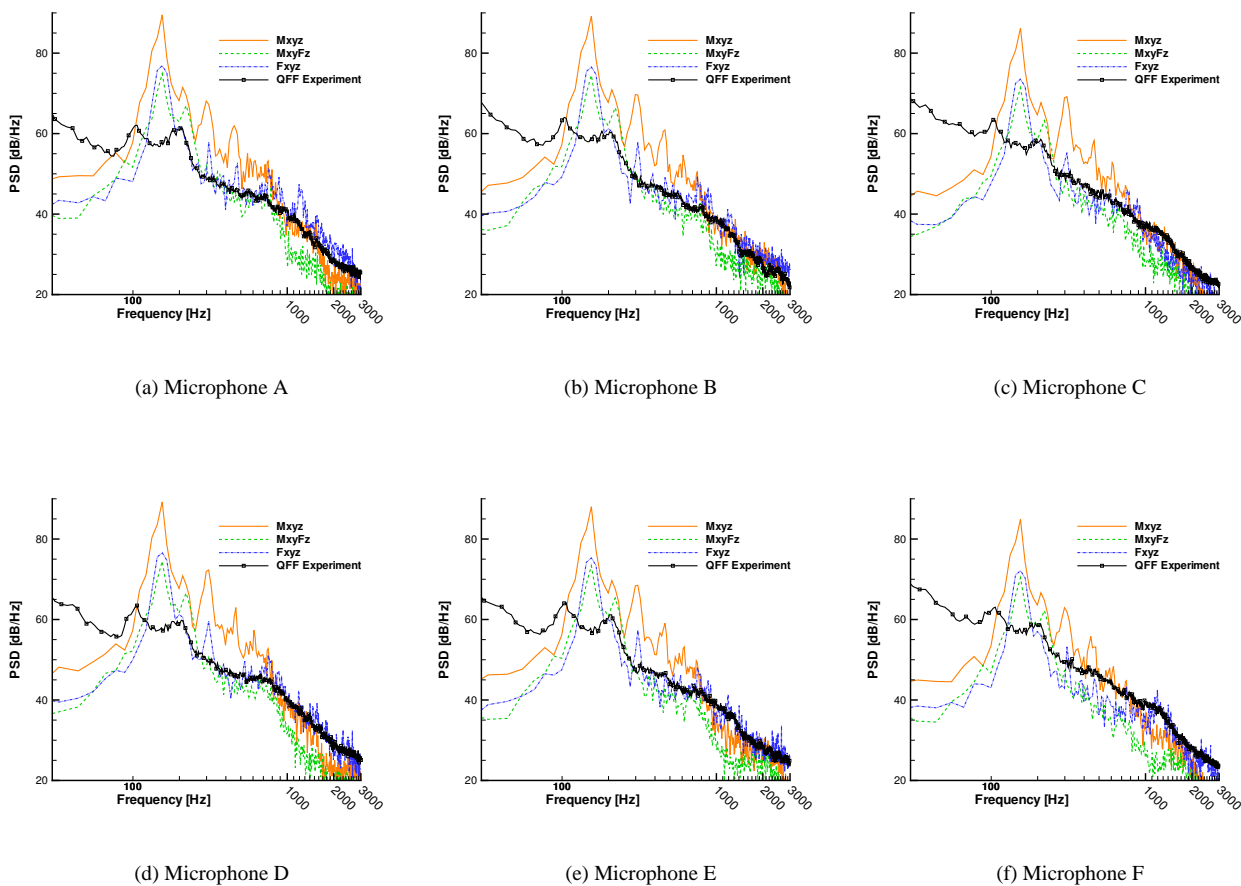 PSD [dB/Hz]
80
60
40
20
Mxyz
MxyFz
Fxyz
QFF Experiment
100
1000
2000
3000
Frequency [Hz]
(a) Microphone A
PSD [dB/Hz]
80
60
40
20
Mxyz
MxyFz
Fxyz
QFF Experiment
100
1000
2000
3000
Frequency [Hz]
(b) Microphone B
PSD [dB/Hz]
80
60
40
20
Mxyz
MxyFz
Fxyz
QFF Experiment
100
1000
2000
3000
Frequency [Hz]
(c) Microphone C
PSD [dB/Hz]
80
60
40
20
Mxyz
MxyFz
Fxyz
QFF Experiment
100
1000
2000
3000
Frequency [Hz]
(d) Microphone D
PSD [dB/Hz]
80
60
40
20
Mxyz
MxyFz
Fxyz
QFF Experiment
100
1000
2000
3000
Frequency [Hz]
(e) Microphone E
PSD [dB/Hz]
80
60
40
20
Mxyz
MxyFz
Fxyz
QFF Experiment
100
1000
2000
3000
Frequency [Hz]
(f) Microphone F